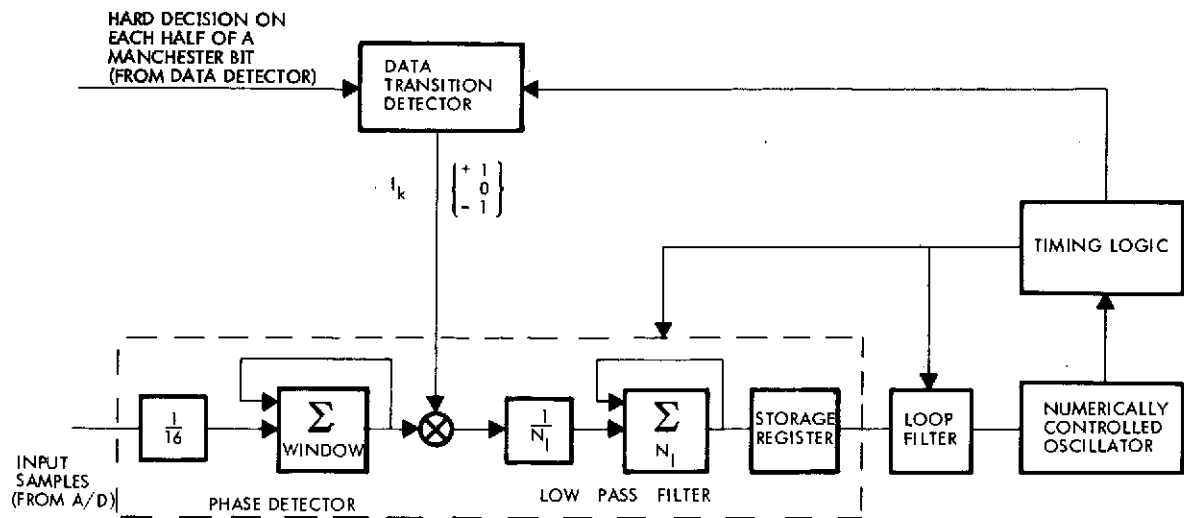 HARD DECISION ON
EACH HALF OF A
MANCHESTER BIT
(FROM DATA DETECTOR)
DATA
TRANSITION
DETECTOR
I_k
+ 1
0
- 1
TIMING LOGIC
1
16
Σ
WINDOW
1
N_I
Σ
N_I
STORAGE
REGISTER
LOOP
FILTER
NUMERICALLY
CONTROLLED
OSCILLATOR
INPUT
SAMPLES
(FROM A/D)
PHASE DETECTOR
LOW PASS FILTER